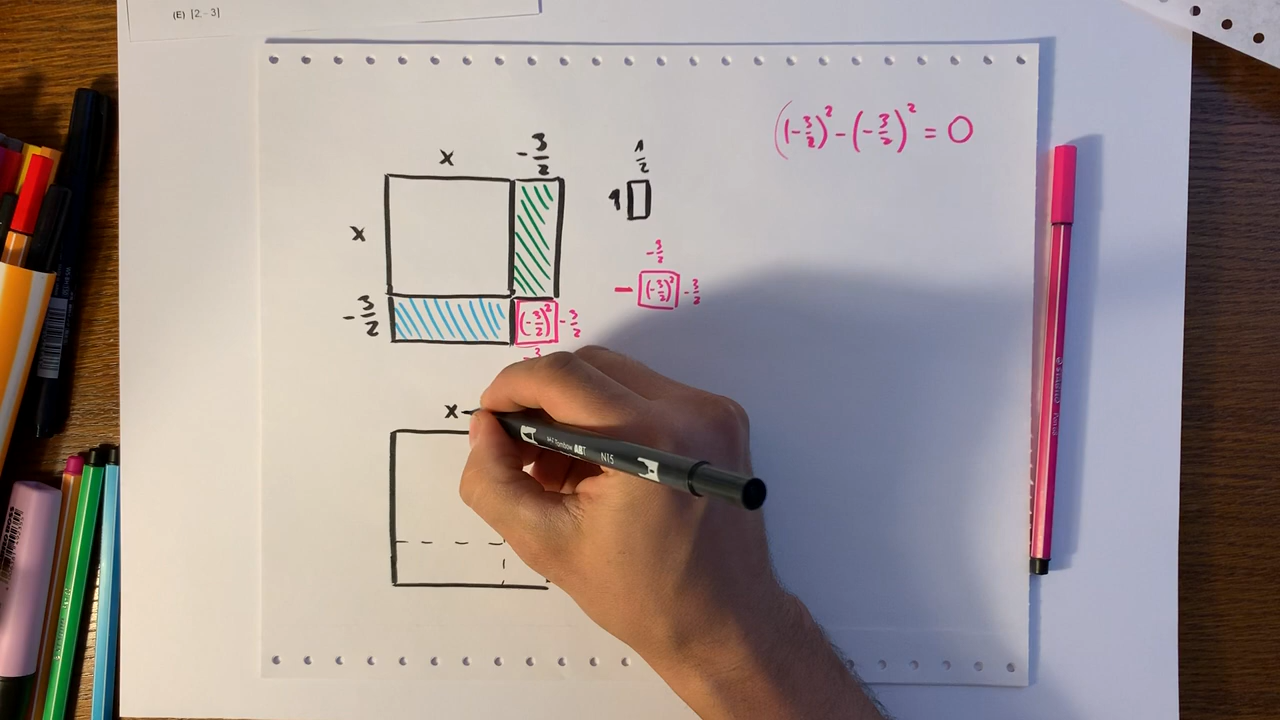 (E) |2 - 3|
((-3/2)² - (-3/2)² = 0
x
-3/2
1/2
x
1
-3/2
- (-3/2)² -3/2
-3/2
(-3/2)² -3/2
x -
Tombow ABT N15
STABILO